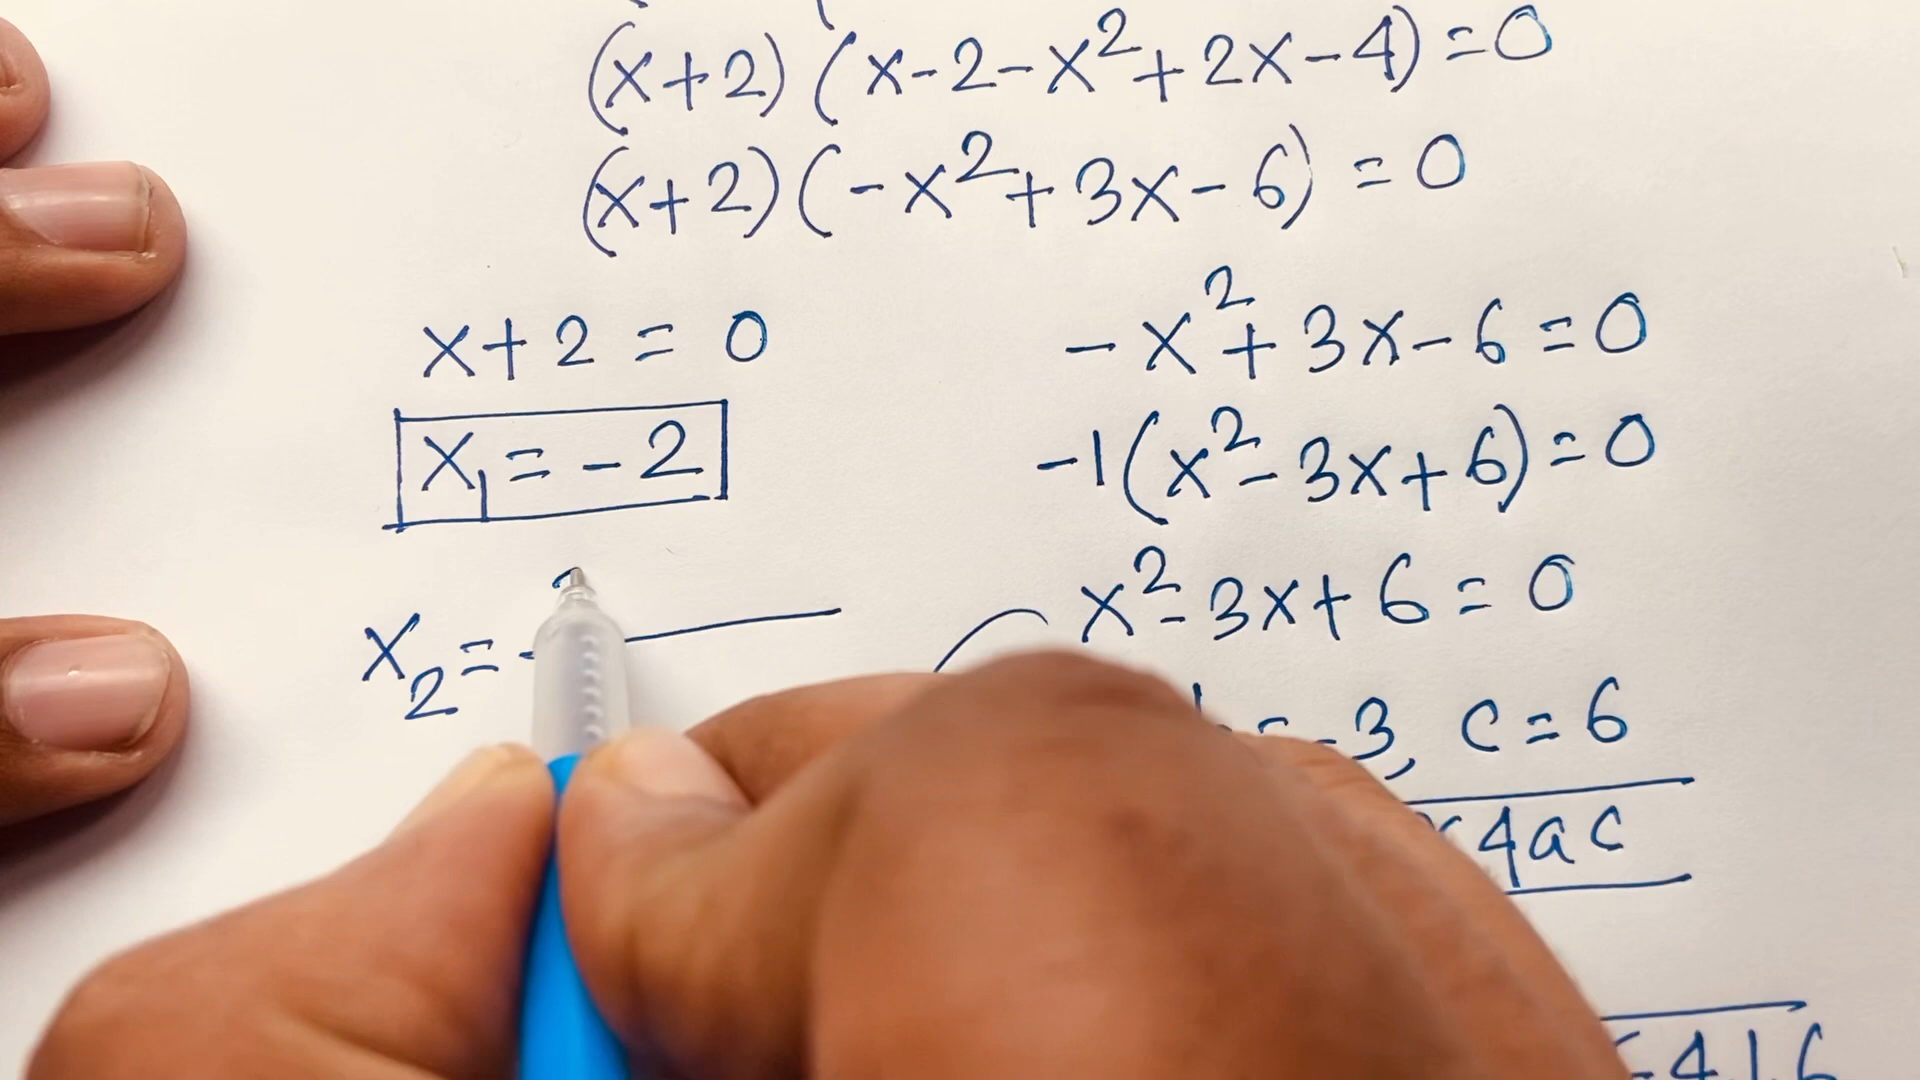 (x+2)(x-2-x²+2x-4)=0
(x+2)(-x²+3x-6)=0
x+2=0
x₁=-2
x₂=
-x²+3x-6=0
-1(x²-3x+6)=0
x²-3x+6=0
=-3, c=6
4ac